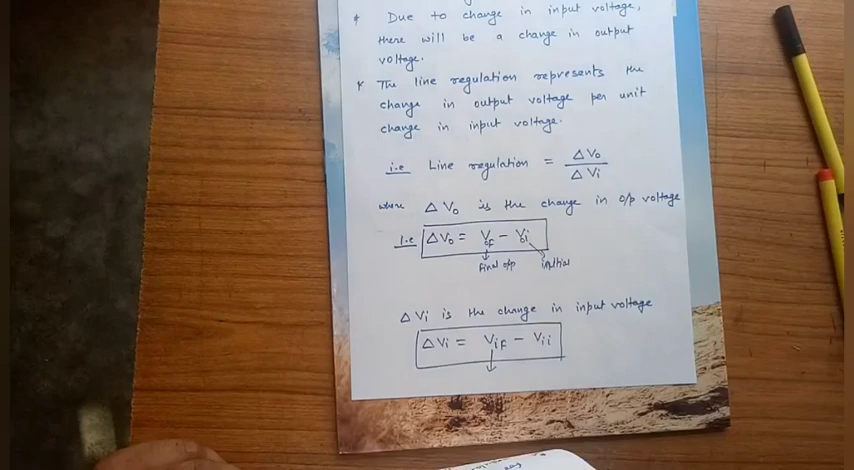 * Due to change in input voltage,
there will be a change in output
voltage.
* The line regulation represents the
change in output voltage per unit
change in input voltage.
i.e Line regulation = ΔVo / ΔVi
where ΔVo is the change in o/p voltage
I.e ΔVo = Vof - Voi
final o/p initial
ΔVi is the change in input voltage
ΔVi = Vif - Vii